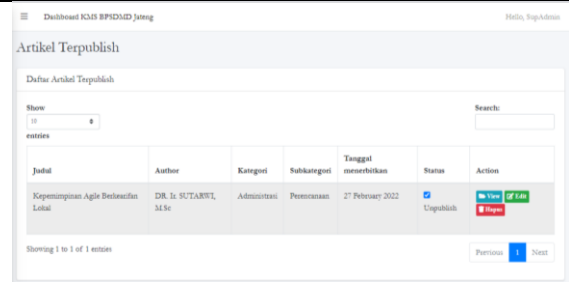 Dashboard KMS BPSDMD Jateng
Hello, SupAdmin
Artikel Terpublish
Daftar Artikel Terpublish
Show
10
entries
Search:
Judul Author Kategori Subkategori Tanggal menerbitkan Status Action
Kepemimpinan Agile Berkearifan Lokal
DR. Ir. SUTARWI, M.Sc
Administrasi
Perencanaan
27 February 2022
Unpublish
View Edit
Hapus
Showing 1 to 1 of 1 entries
Previous 1 Next